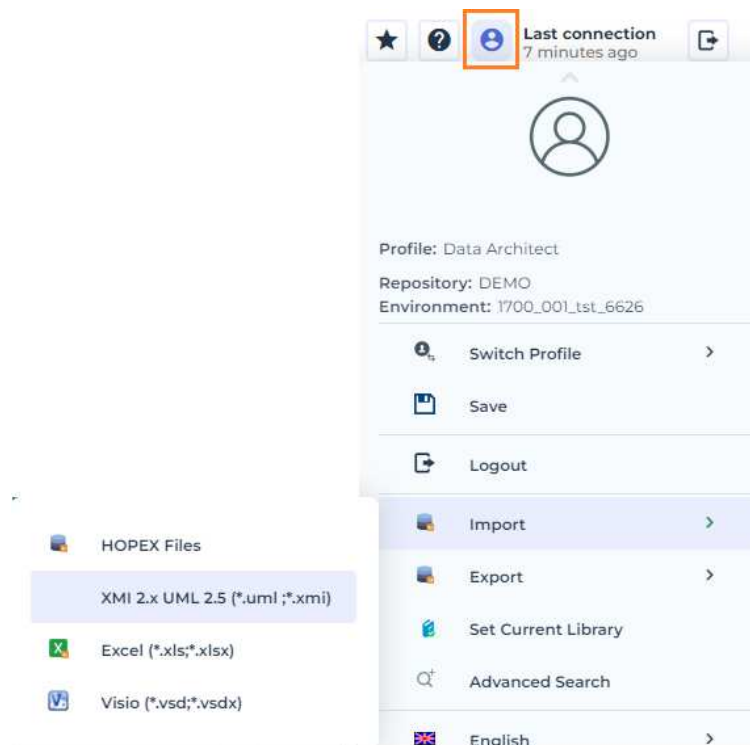 Last connection
7 minutes ago
Profile: Data Architect
Repository: DEMO
Environment: 1700_001_tst_6626
Switch Profile
Save
Logout
Import
Export
Set Current Library
Advanced Search
English
HOPEX Files
XMI 2.x UML 2.5 (*.uml ;*.xmi)
Excel (*.xls;*.xlsx)
Visio (*.vsd;*.vsdx)